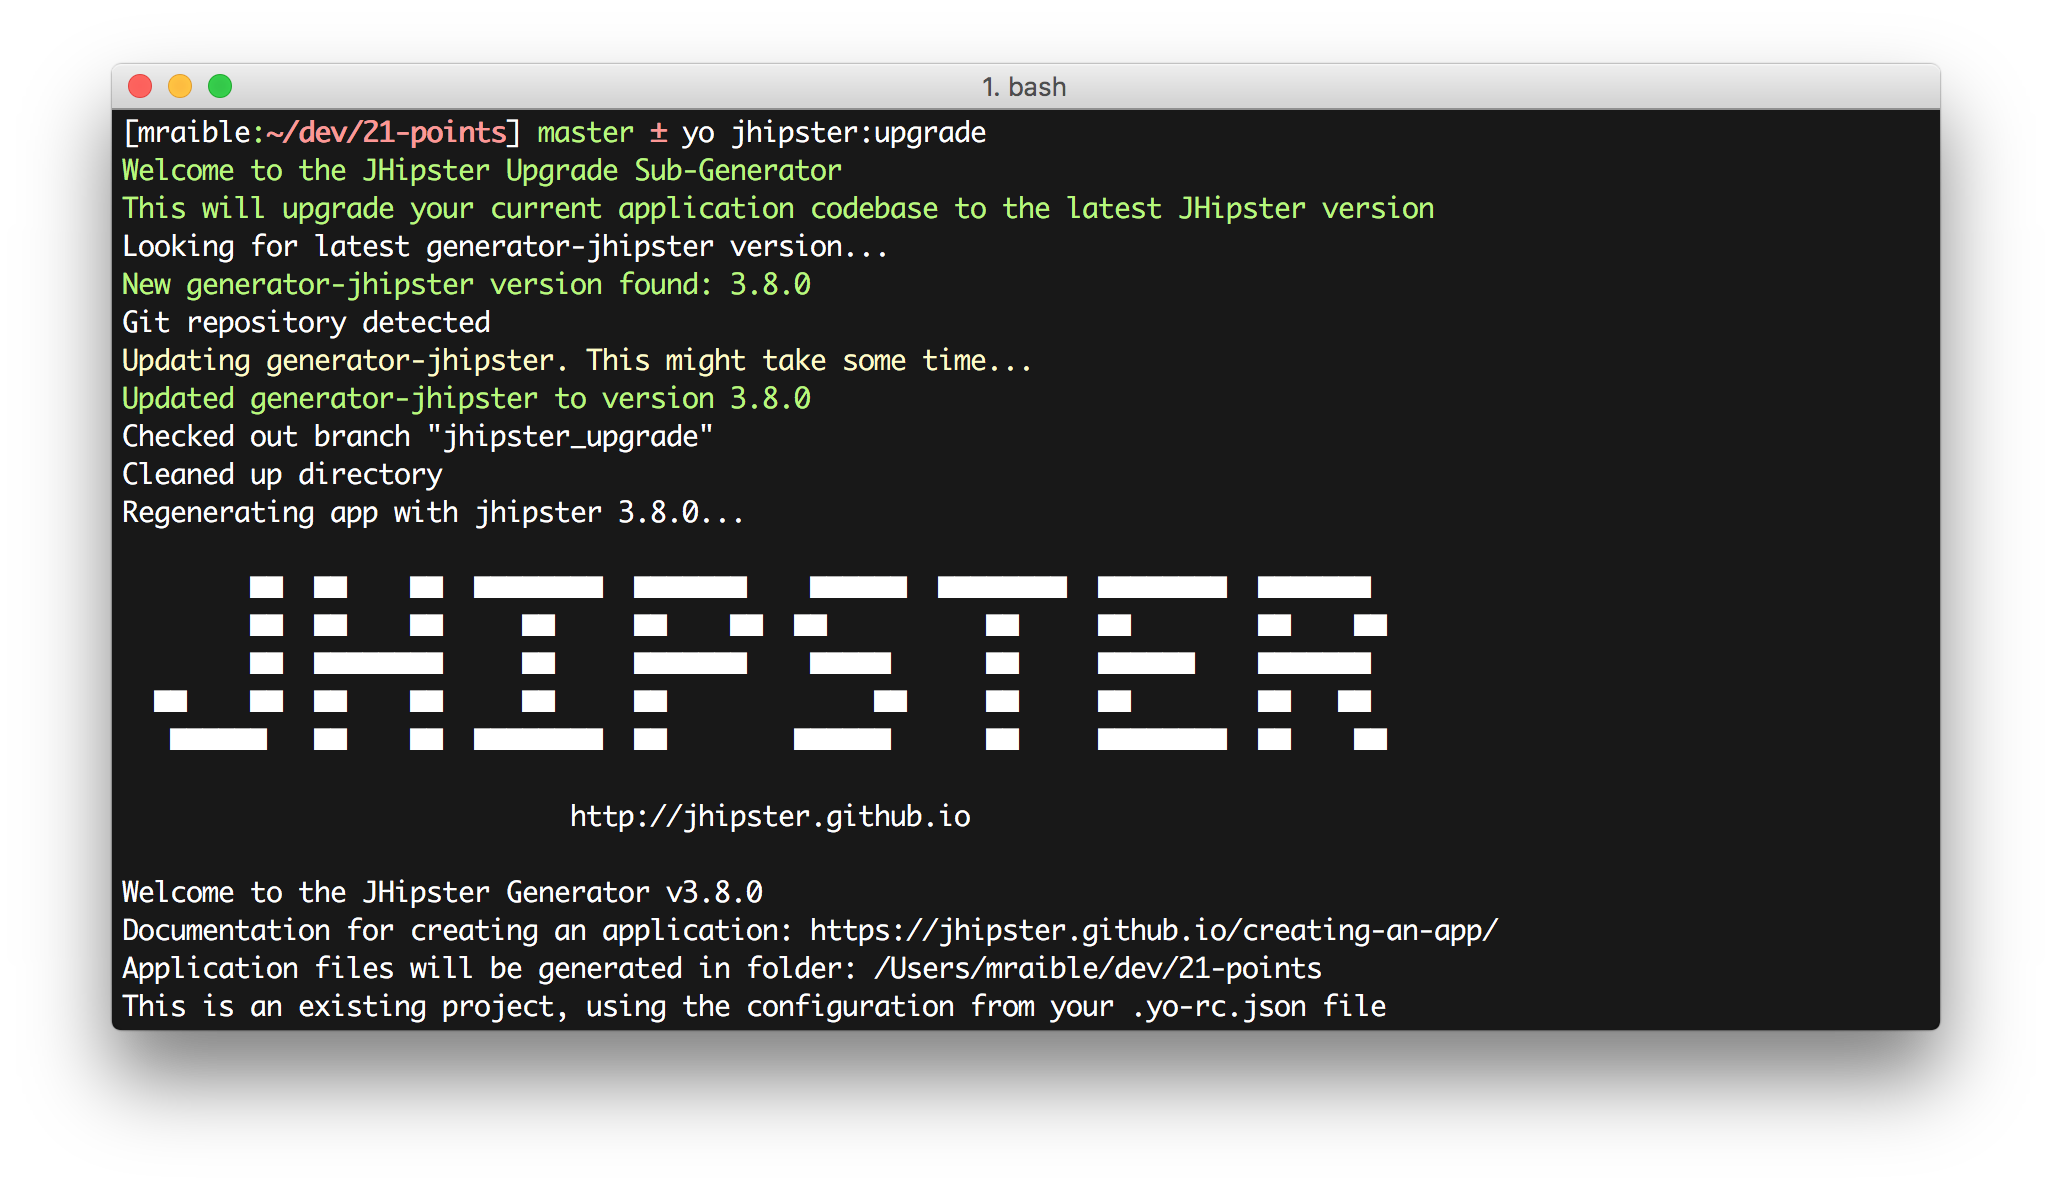 1. bash
[mraible:~/dev/21-points] master ± yo jhipster:upgrade
Welcome to the JHipster Upgrade Sub-Generator
This will upgrade your current application codebase to the latest JHipster version
Looking for latest generator-jhipster version...
New generator-jhipster version found: 3.8.0
Git repository detected
Updating generator-jhipster. This might take some time...
Updated generator-jhipster to version 3.8.0
Checked out branch "jhipster_upgrade"
Cleaned up directory
Regenerating app with jhipster 3.8.0...
JHIPSTER
http://jhipster.github.io
Welcome to the JHipster Generator v3.8.0
Documentation for creating an application: https://jhipster.github.io/creating-an-app/
Application files will be generated in folder: /Users/mraible/dev/21-points
This is an existing project, using the configuration from your .yo-rc.json file